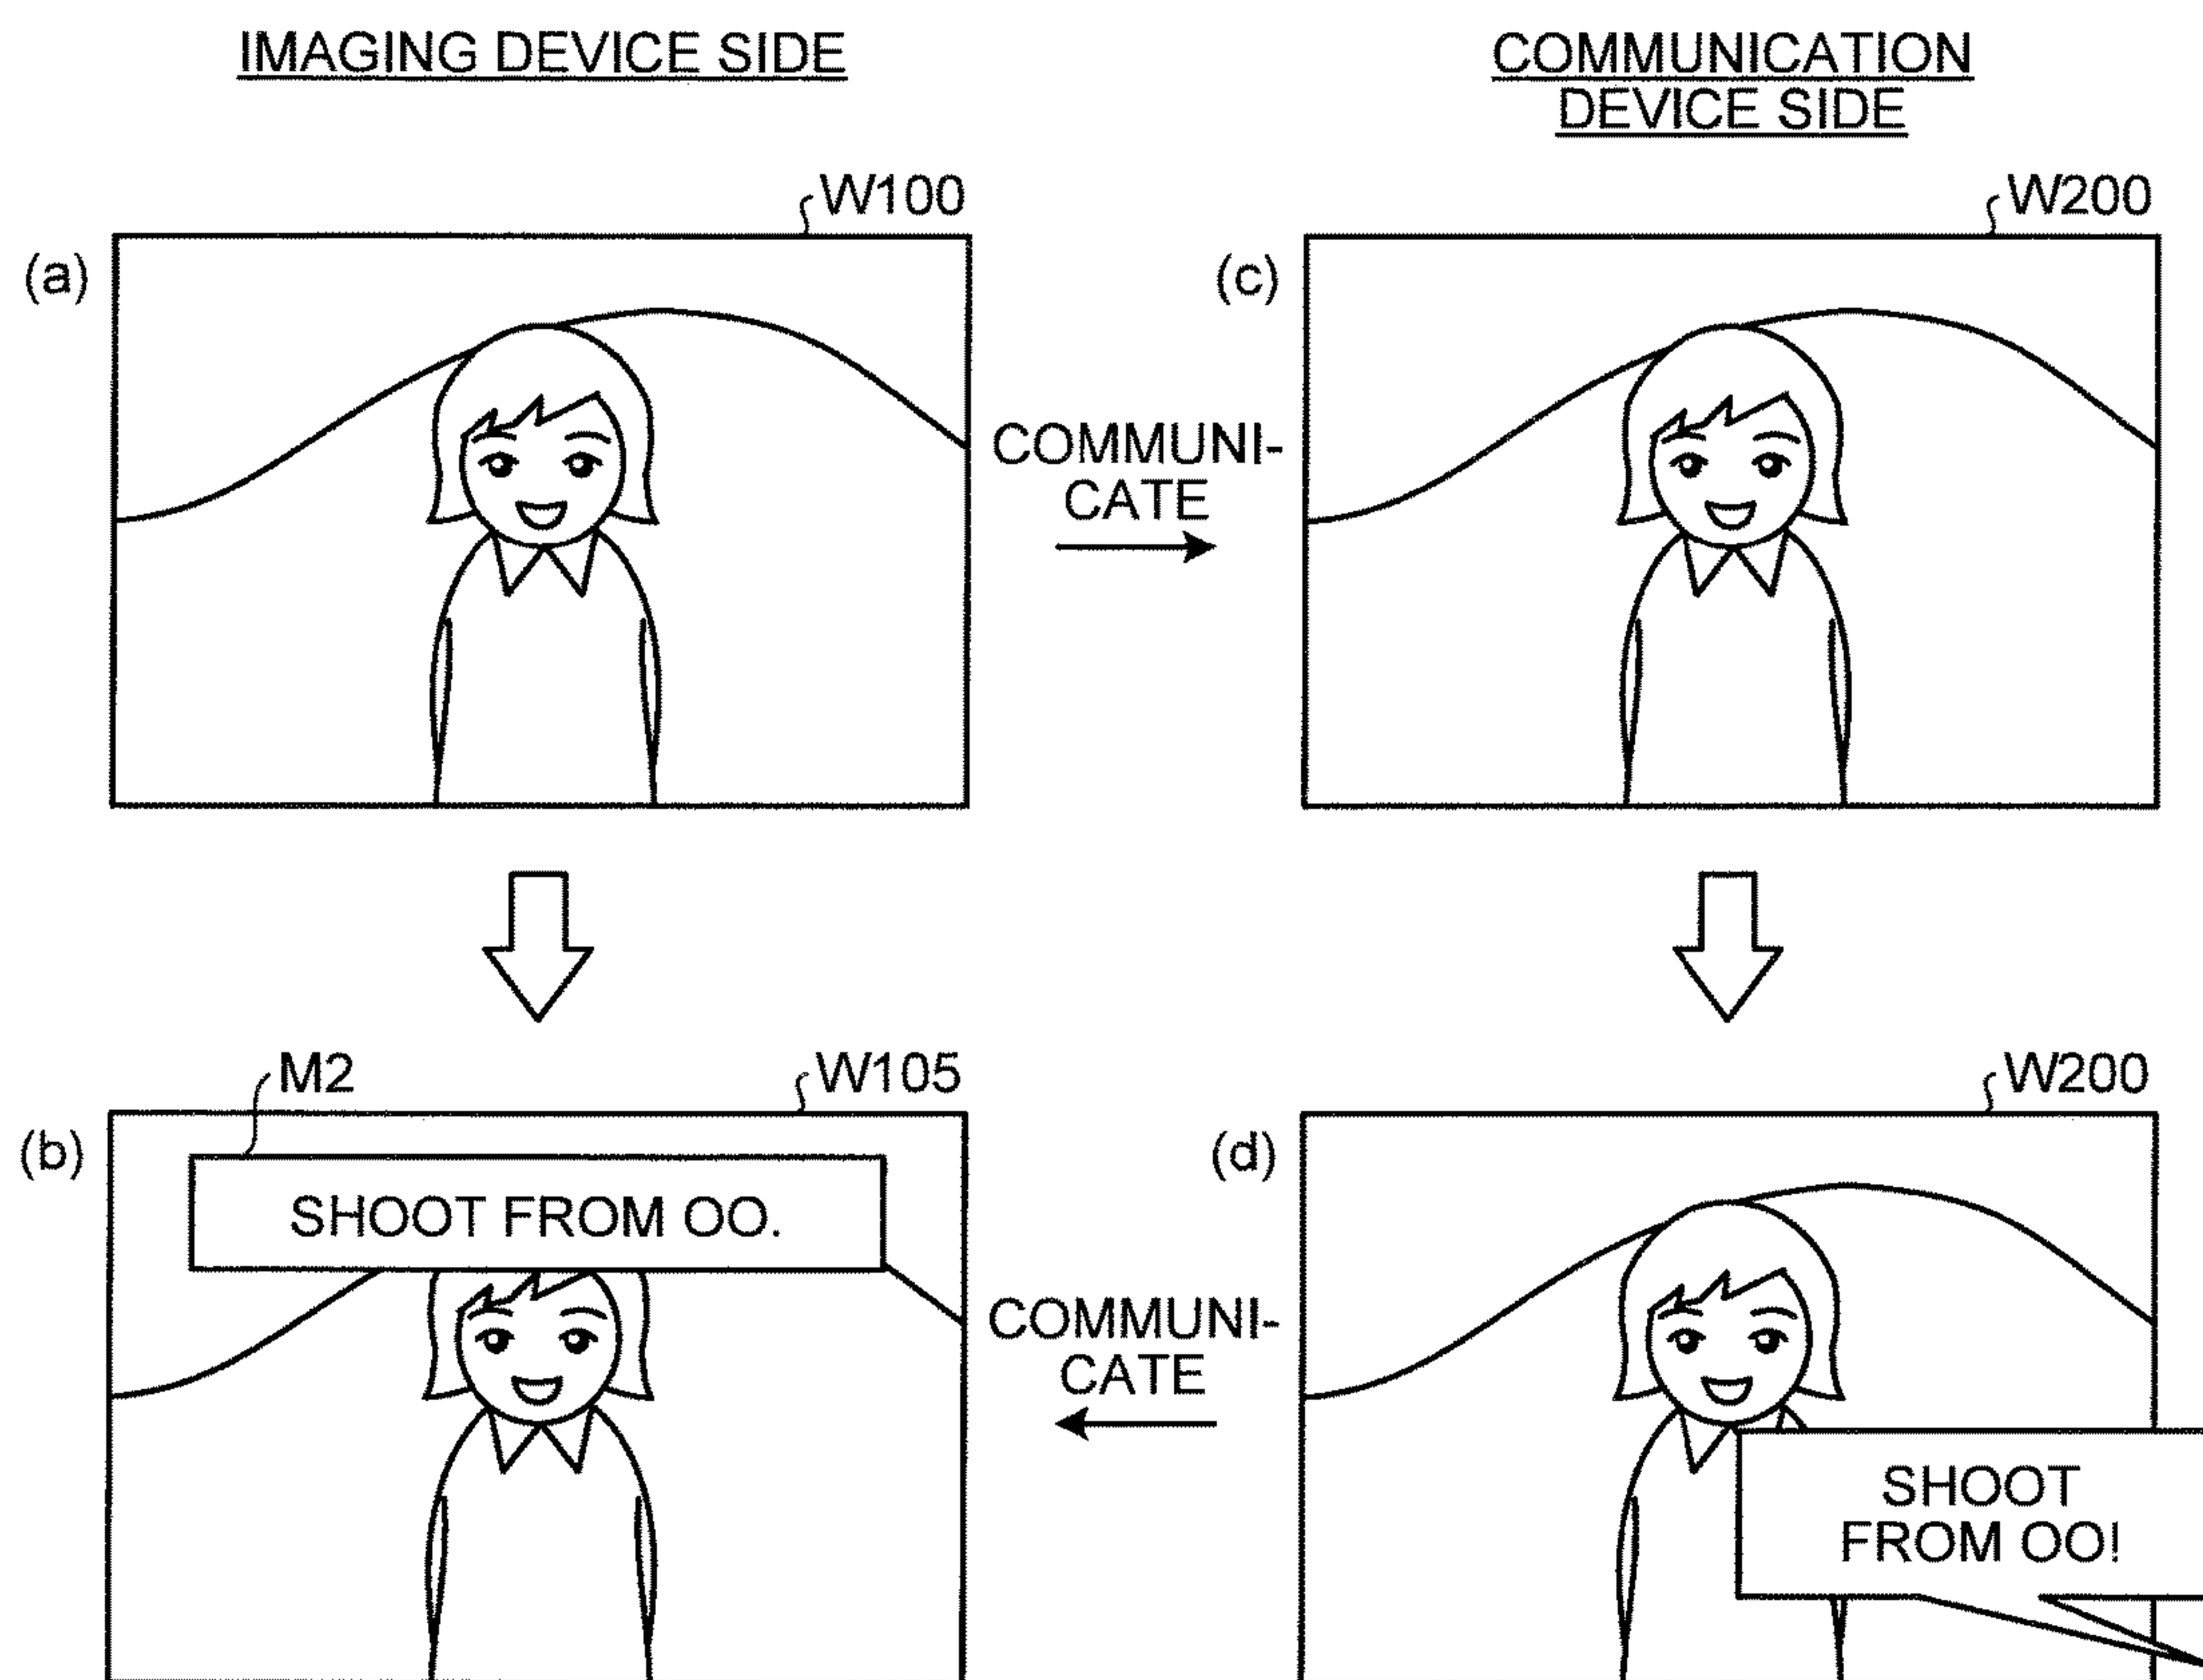 IMAGING DEVICE SIDE
COMMUNICATION
DEVICE SIDE
W100
W200
(a)
(c)
COMMUNI-
CATE
M2
W105
W200
(b)
(d)
SHOOT FROM OO.
COMMUNI-
CATE
SHOOT
FROM OO!